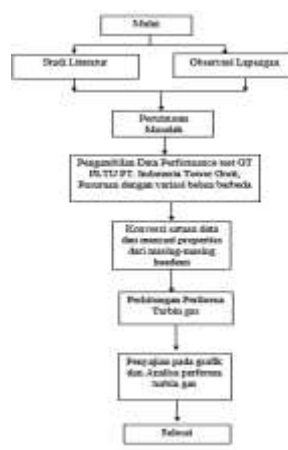 Mulai
Studi Literatur
Observasi Lapangan
Perumusan
Masalah
Pengambilan Data Performance test GT
PT. Indonesia Power Grati,
Pasuruan dengan variasi beban berbeda
Konversi satuan data
dan mencari properties
dari masing-masing
Perhitungan Performa
Turbin gas
Penyajian pada grafik
dan Analisa performa
turbin gas
Selesai